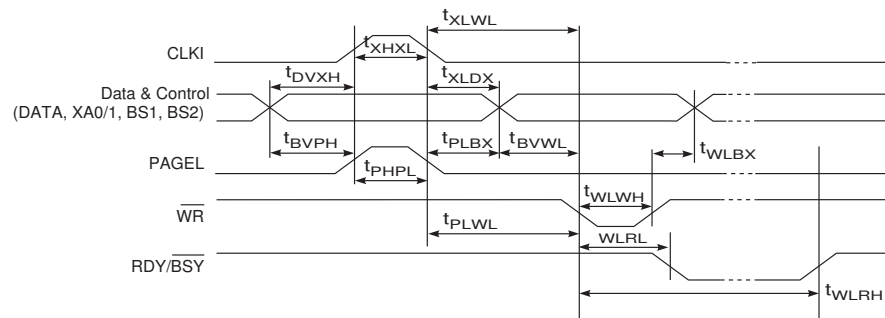 tXLWL
CLKI
tXHXL
tDVXH
tXLDX
Data & Control
(DATA, XA0/1, BS1, BS2)
tBVPH
tPLBX
tBVWL
tWLBX
PAGEL
tPHPL
tWLWH
WR
tPLWL
WLRL
RDY/BSY
tWLRH